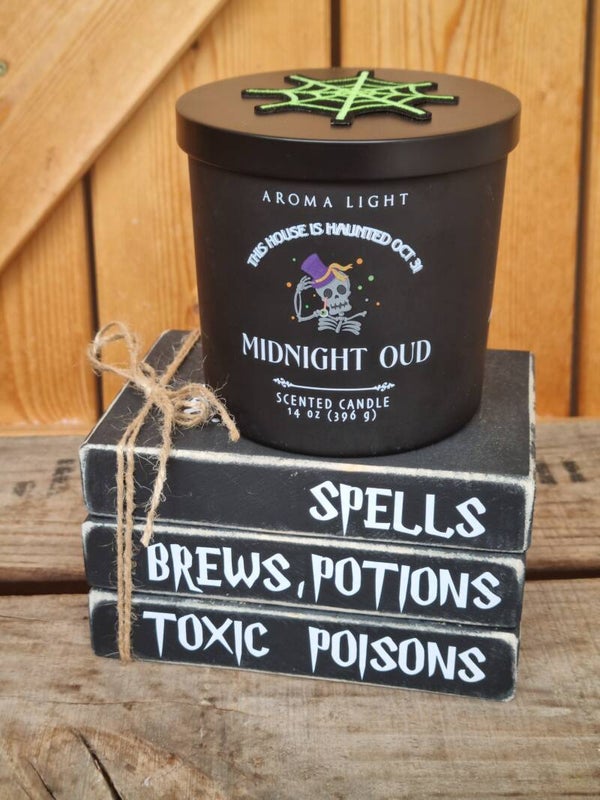 AROMA LIGHT
THIS HOUSE IS HAUNTED OCT 31
MIDNIGHT OUD
SCENTED CANDLE
14 OZ (396 g)
SPELLS
BREWS, POTIONS
TOXIC POISONS